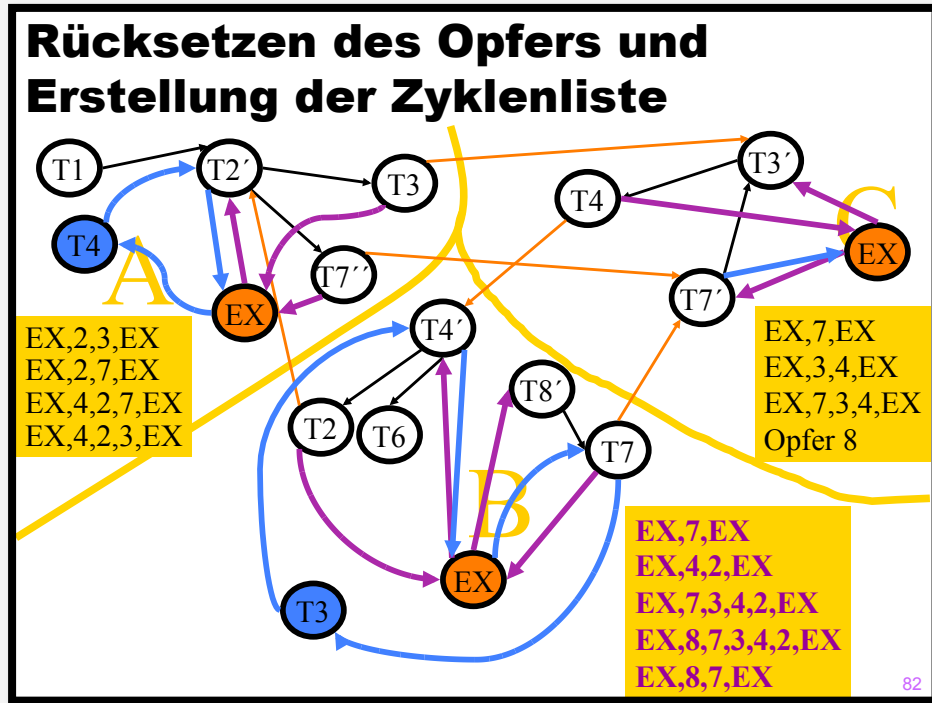 Rücksetzen des Opfers und
Erstellung der Zyklenliste
T1
T2´
T3
T4
T7´´
EX
A
EX,2,3,EX
EX,2,7,EX
EX,4,2,7,EX
EX,4,2,3,EX
T3´
T4
C
EX
T7´
EX,7,EX
EX,3,4,EX
EX,7,3,4,EX
Opfer 8
T4´
T8´
T2
T6
T7
B
EX
T3
EX,7,EX
EX,4,2,EX
EX,7,3,4,2,EX
EX,8,7,3,4,2,EX
EX,8,7,EX
82